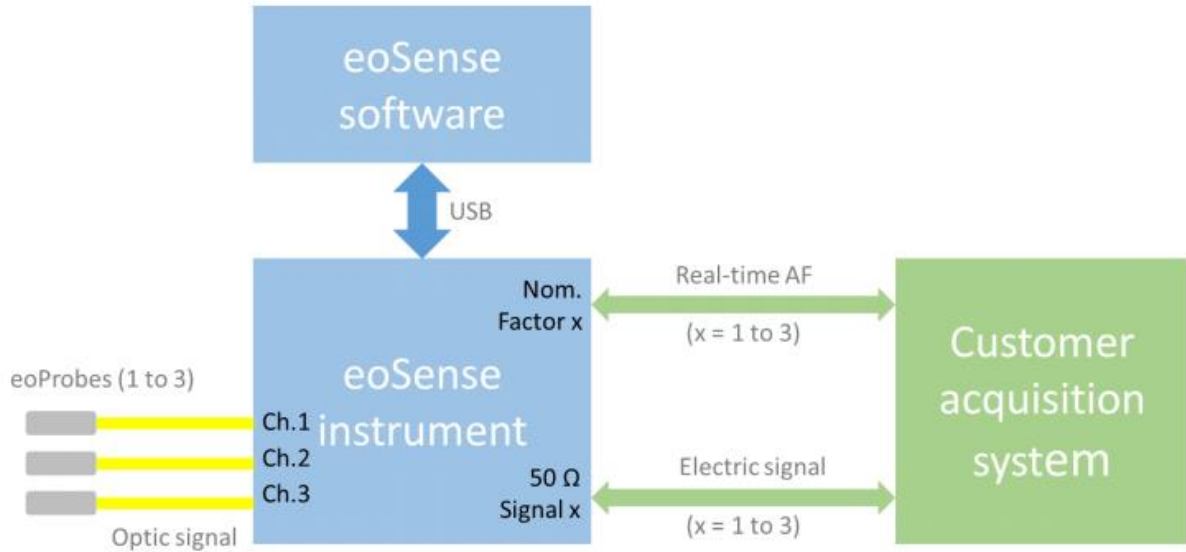 eoSense
software
USB
Nom.
Factor x
Real-time AF
(x = 1 to 3)
eoSense
instrument
Customer
acquisition
system
eoProbes (1 to 3)
Ch.1
Ch.2
Ch.3
Optic signal
50 Ω
Signal x
Electric signal
(x = 1 to 3)